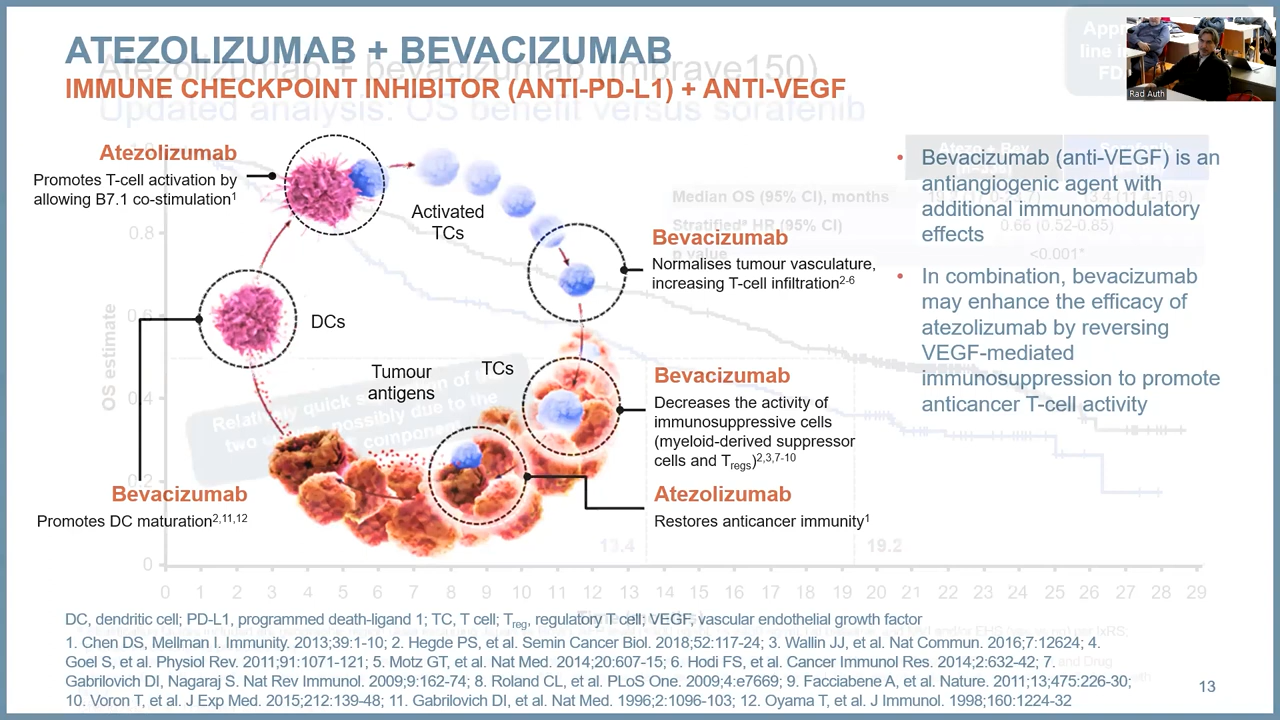 ATEZOLIZUMAB + BEVACIZUMAB
IMMUNE CHECKPOINT INHIBITOR (ANTI-PD-L1) + ANTI-VEGF
Atezolizumab + bevacizumab (Imbrave150)
Updated analysis: OS benefit versus sorafenib
Rad Auth
Atezolizumab
Promotes T-cell activation by
allowing B7.1 co-stimulation1
Activated
TCs
Bevacizumab
Normalises tumour vasculature,
increasing T-cell infiltration2-6
DCs
Tumour
antigens
TCs
Bevacizumab
Decreases the activity of
immunosuppressive cells
(myeloid-derived suppressor
cells and Tregs)2,3,7-10
Bevacizumab
Promotes DC maturation2,11,12
Atezolizumab
Restores anticancer immunity1
• Bevacizumab (anti-VEGF) is an
antiangiogenic agent with
additional immunomodulatory
effects
• In combination, bevacizumab
may enhance the efficacy of
atezolizumab by reversing
VEGF-mediated
immunosuppression to promote
anticancer T-cell activity
Median OS (95% CI), months
Stratified* HR (95% CI)
0.66 (0.52-0.85)
p value
<0.001*
OS estimate
0.8
0.4
0
13.4
19.2
0 1 2 3 4 5 6 7 8 9 10 11 12 13 14 15 16 17 18 19 20 21 22 23 24 25 26 27 28 29
DC, dendritic cell; PD-L1, programmed death-ligand 1; TC, T cell; Treg, regulatory T cell; VEGF, vascular endothelial growth factor
1. Chen DS, Mellman I. Immunity. 2013;39:1-10; 2. Hegde PS, et al. Semin Cancer Biol. 2018;52:117-24; 3. Wallin JJ, et al. Nat Commun. 2016;7:12624; 4.
Goel S, et al. Physiol Rev. 2011;91:1071-121; 5. Motz GT, et al. Nat Med. 2014;20:607-15; 6. Hodi FS, et al. Cancer Immunol Res. 2014;2:632-42; 7.
Gabrilovich DI, Nagaraj S. Nat Rev Immunol. 2009;9:162-74; 8. Roland CL, et al. PLoS One. 2009;4:e7669; 9. Facciabene A, et al. Nature. 2011;13;475:226-30;
10. Voron T, et al. J Exp Med. 2015;212:139-48; 11. Gabrilovich DI, et al. Nat Med. 1996;2:1096-103; 12. Oyama T, et al. J Immunol. 1998;160:1224-32
13